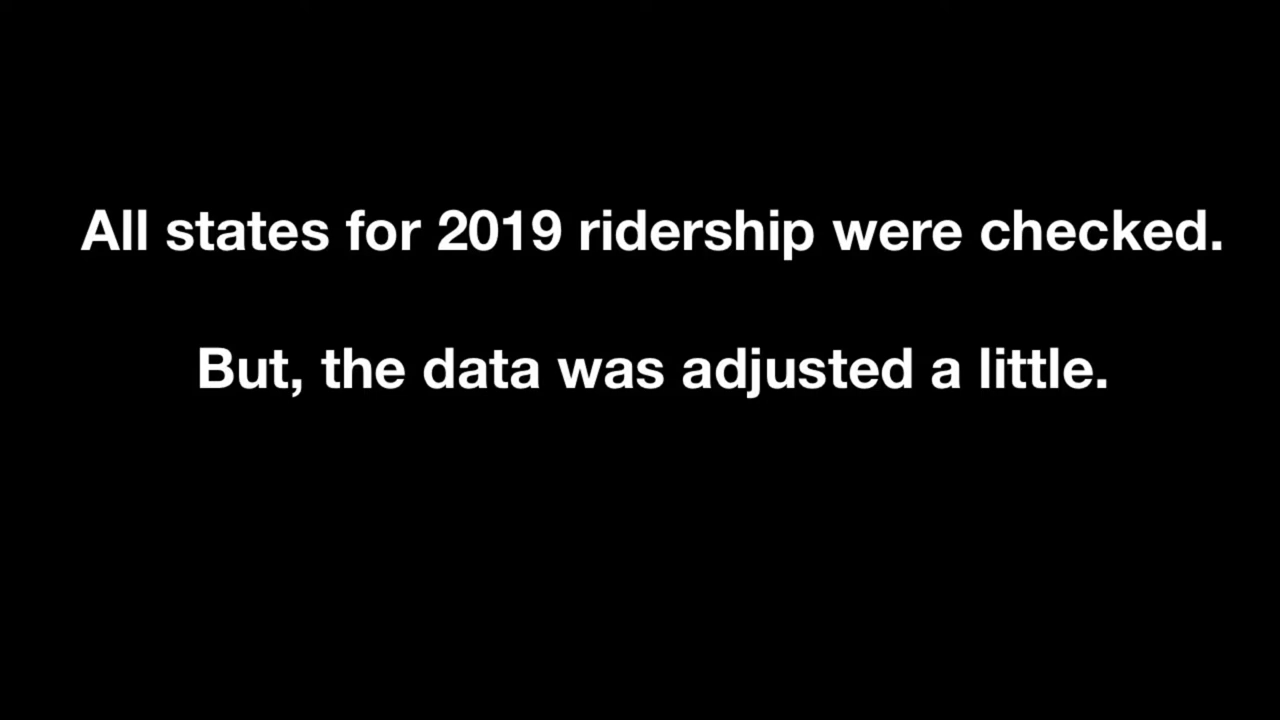 All states for 2019 ridership were checked.
But, the data was adjusted a little.